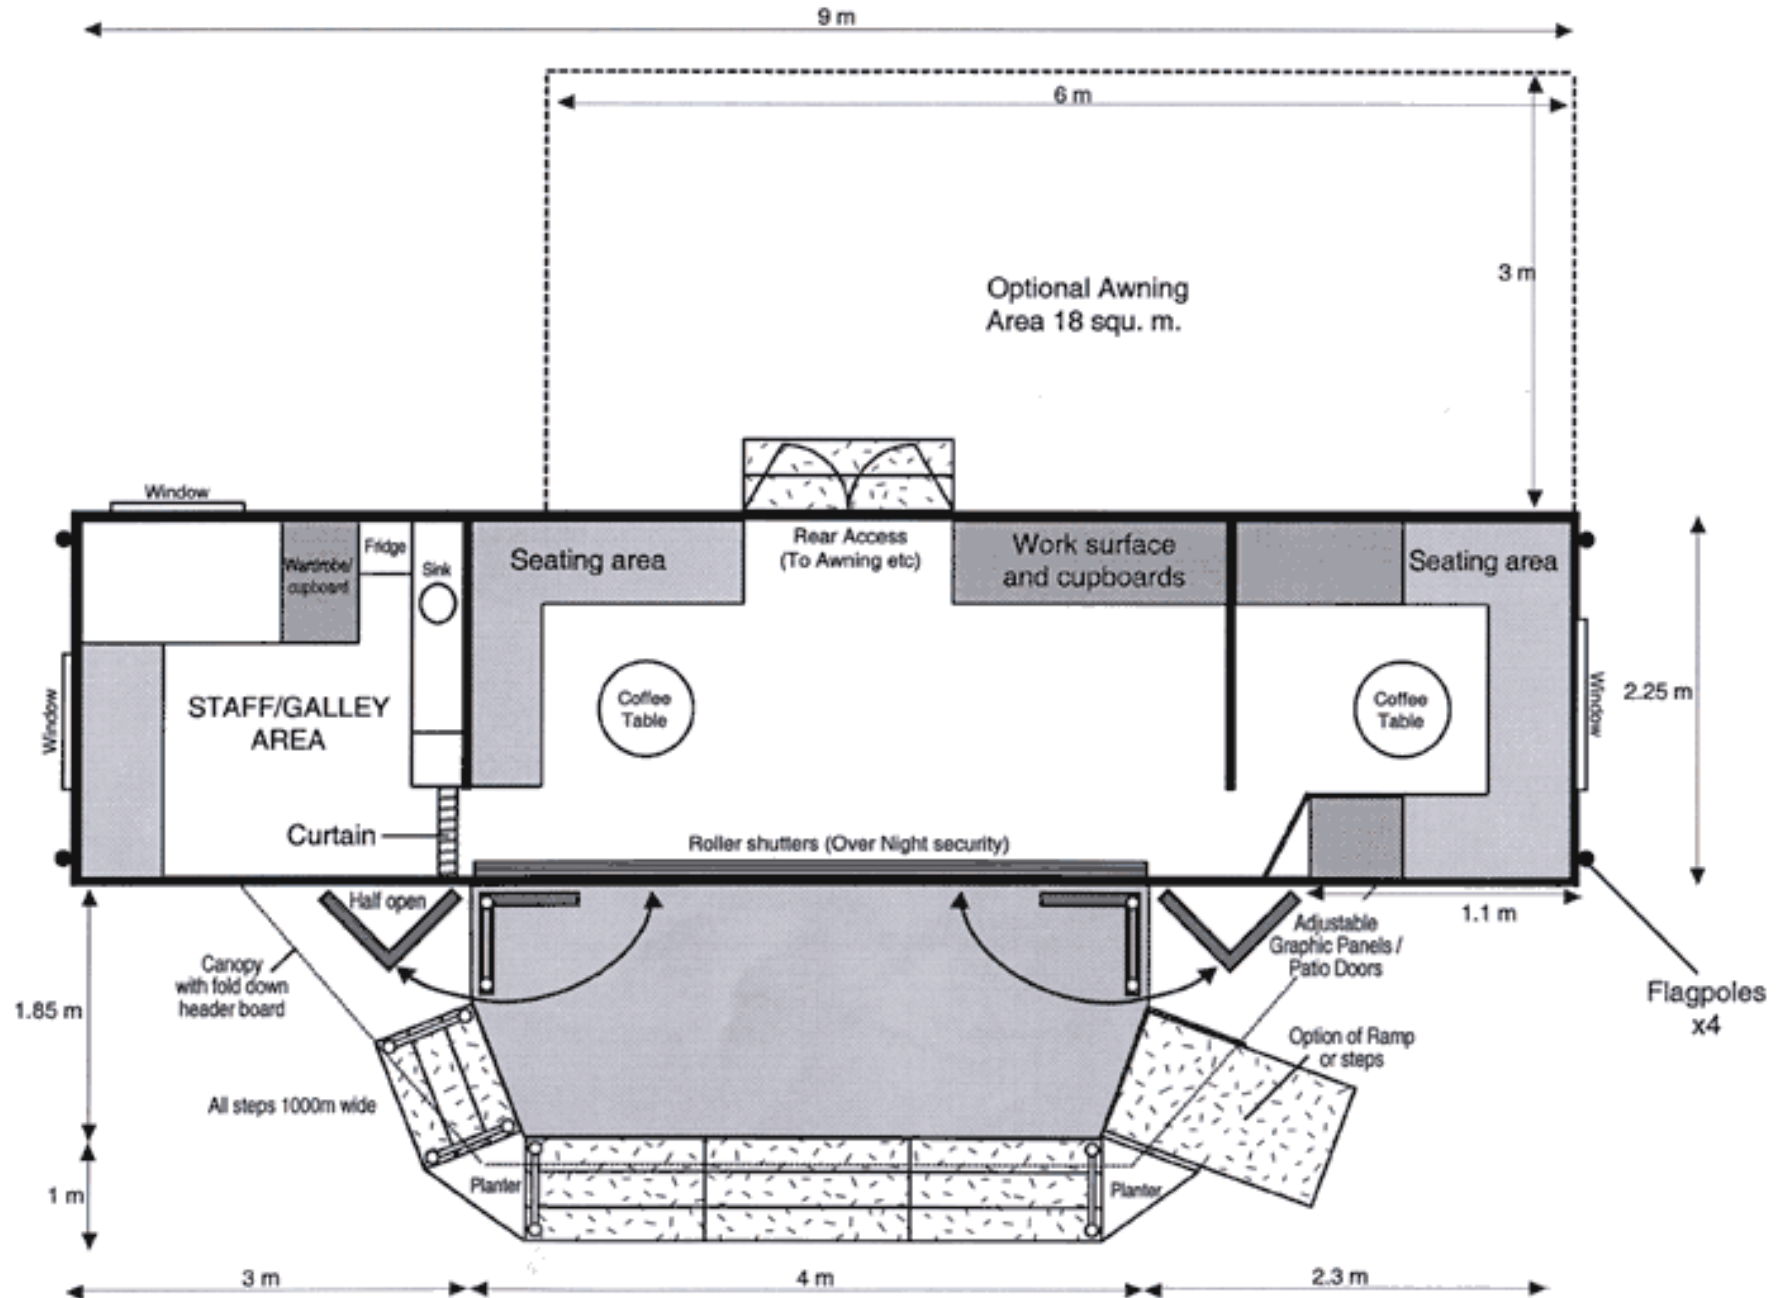 9 m
6 m
3 m
Optional Awning
Area 18 squ. m.
Window
Wardrobe/
cupboard
Fridge
Sink
Seating area
Rear Access
(To Awning etc)
Work surface
and cupboards
Seating area
Window
STAFF/GALLEY
AREA
Coffee
Table
Coffee
Table
Window
2.25 m
Curtain
Roller shutters (Over Night security)
Half open
1.1 m
Adjustable
Graphic Panels /
Patio Doors
Canopy
with fold down
header board
Flagpoles
x4
1.85 m
Option of Ramp
or steps
All steps 1000m wide
Planter
Planter
1 m
3 m
4 m
2.3 m